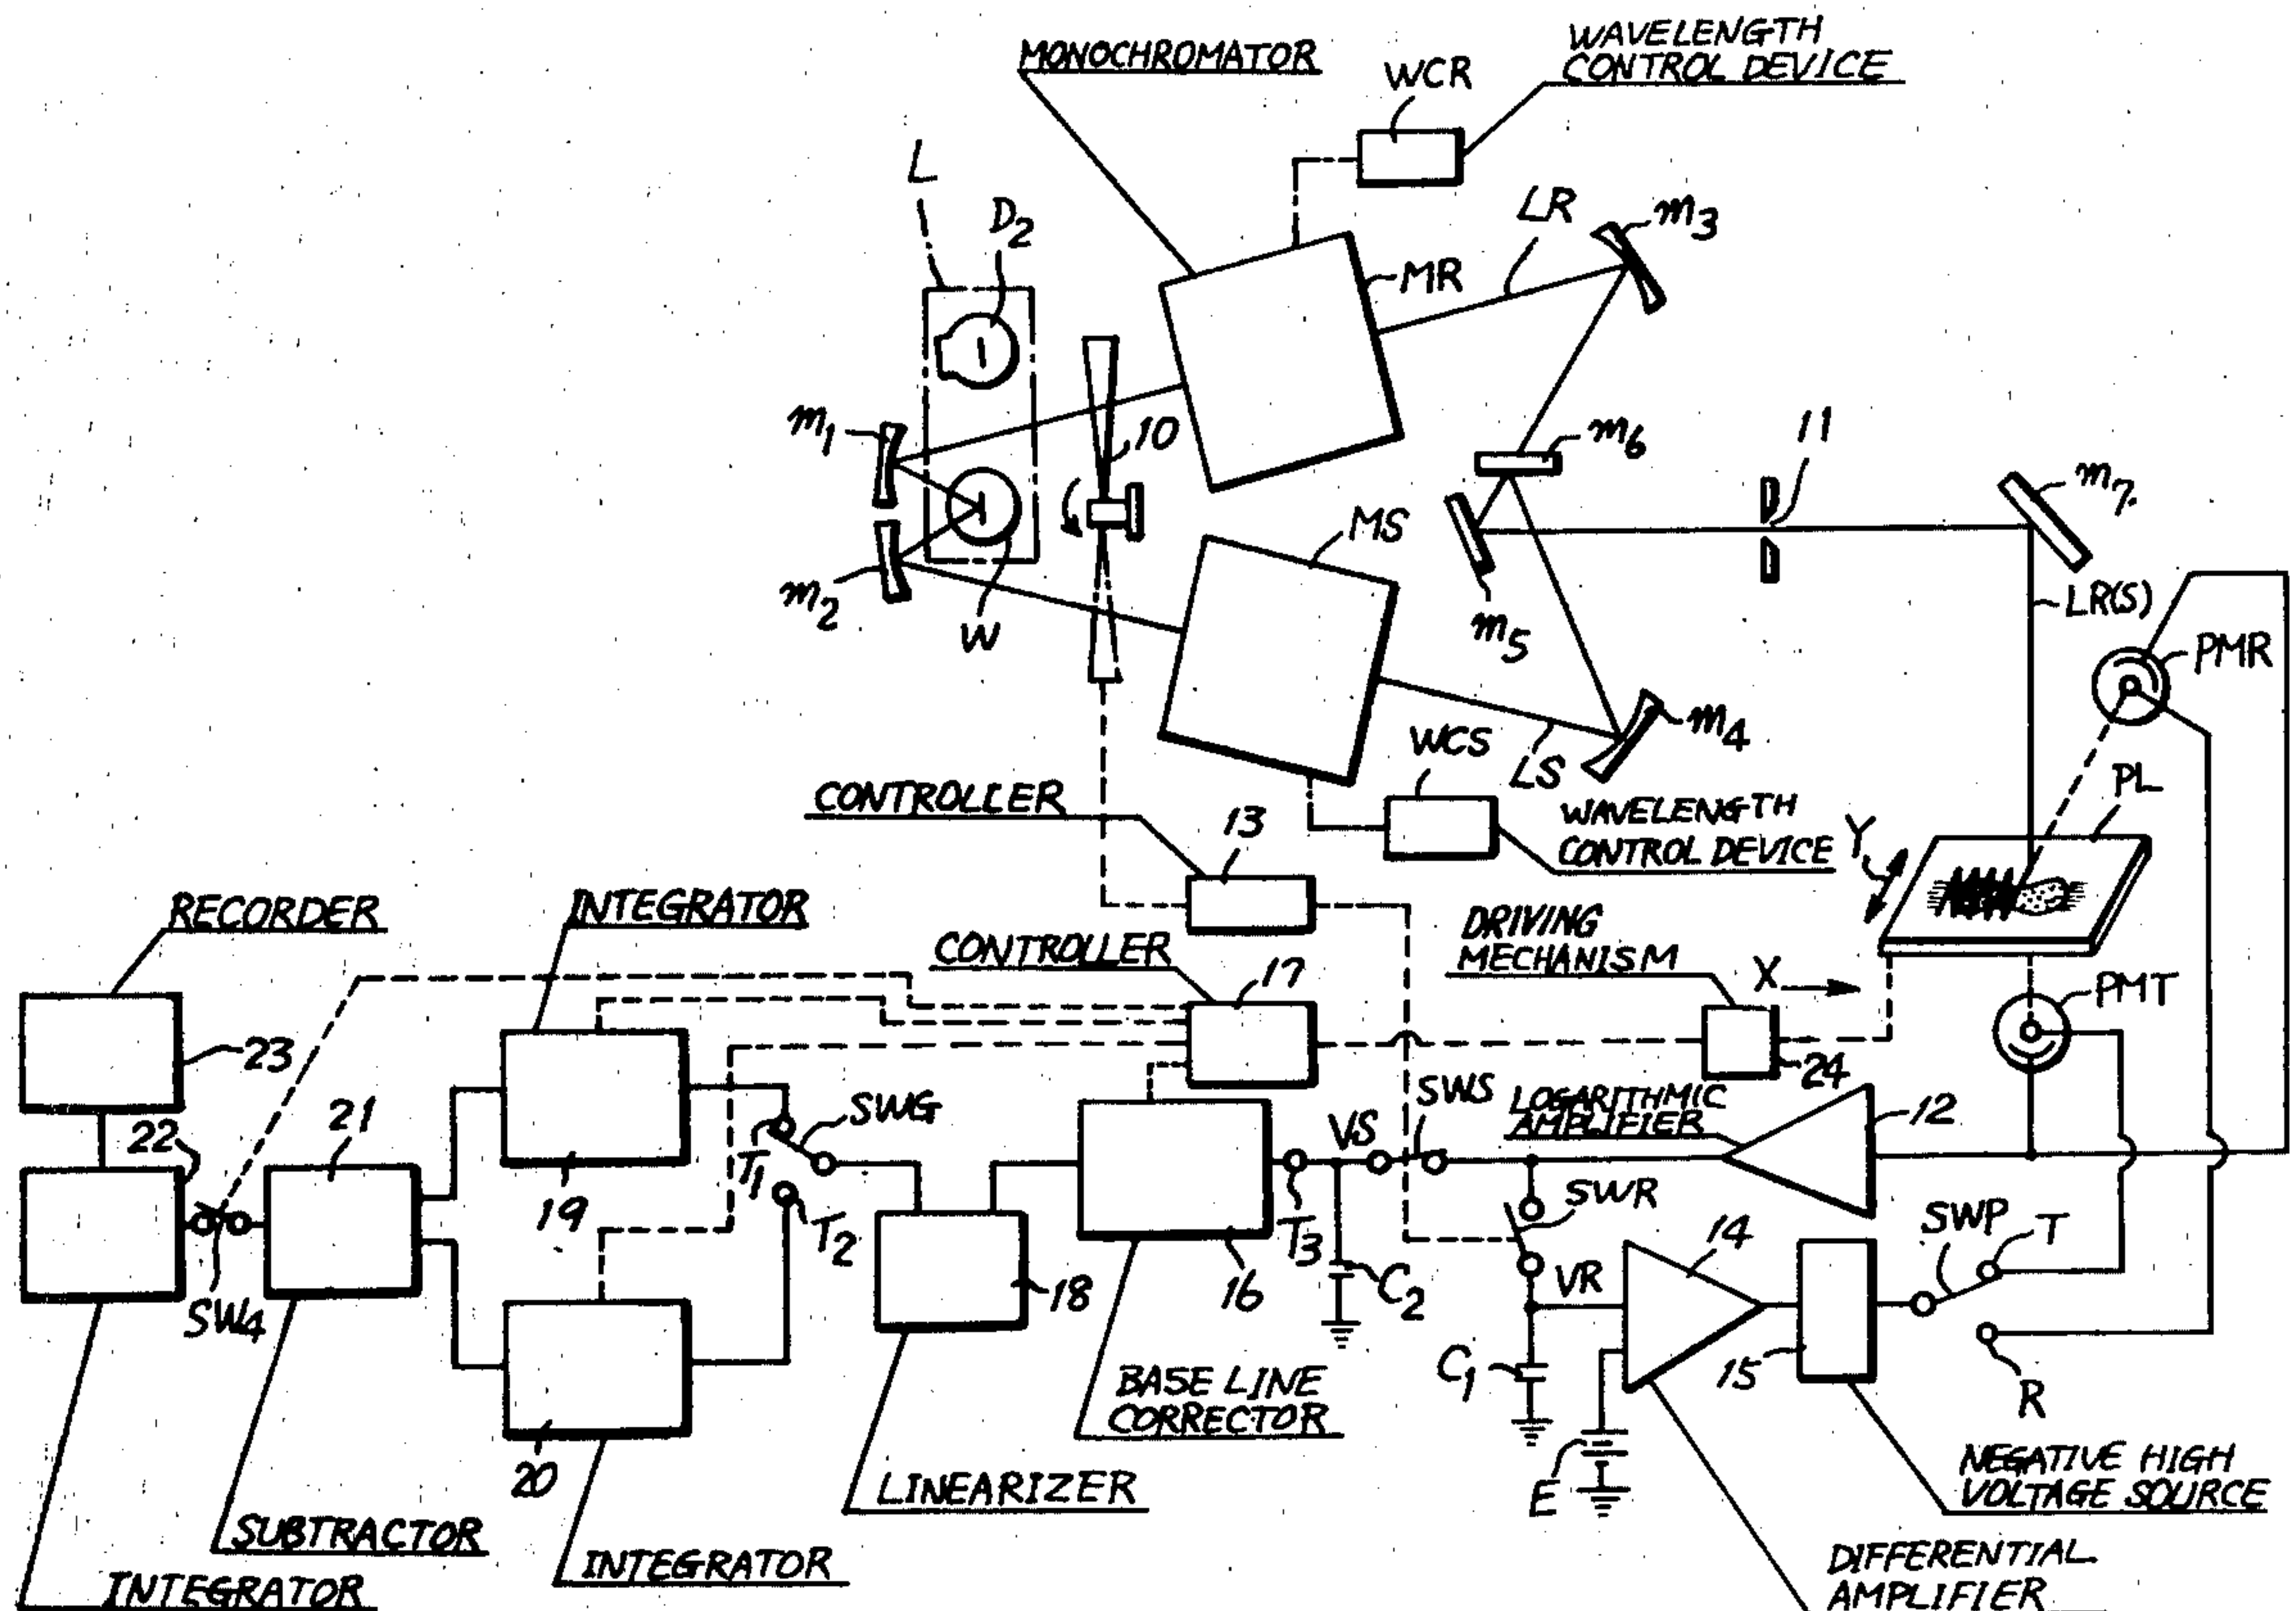 MONOCHROMATOR
WAVELENGTH
CONTROL DEVICE
WCR
L
D2
LR
m3
MR
m1
10
m6
11
m7
MS
m2
W
m5
LR(S)
PMR
m4
WCS
LS
PL
CONTROLLER
13
WAVELENGTH
CONTROL DEVICE
Y
RECORDER
INTEGRATOR
CONTROLLER
DRIVING
MECHANISM
X
17
PMT
23
24
SWG
SWS
LOGARITHMIC
AMPLIFIER
12
22
21
T1
VS
19
T2
SWR
SWP
T
T3
14
SW4
18
16
C2
VR
C1
15
R
BASE LINE
CORRECTOR
20
E
LINEARIZER
NEGATIVE HIGH
VOLTAGE SOURCE
SUBTRACTOR
INTEGRATOR
INTEGRATOR
DIFFERENTIAL
AMPLIFIER